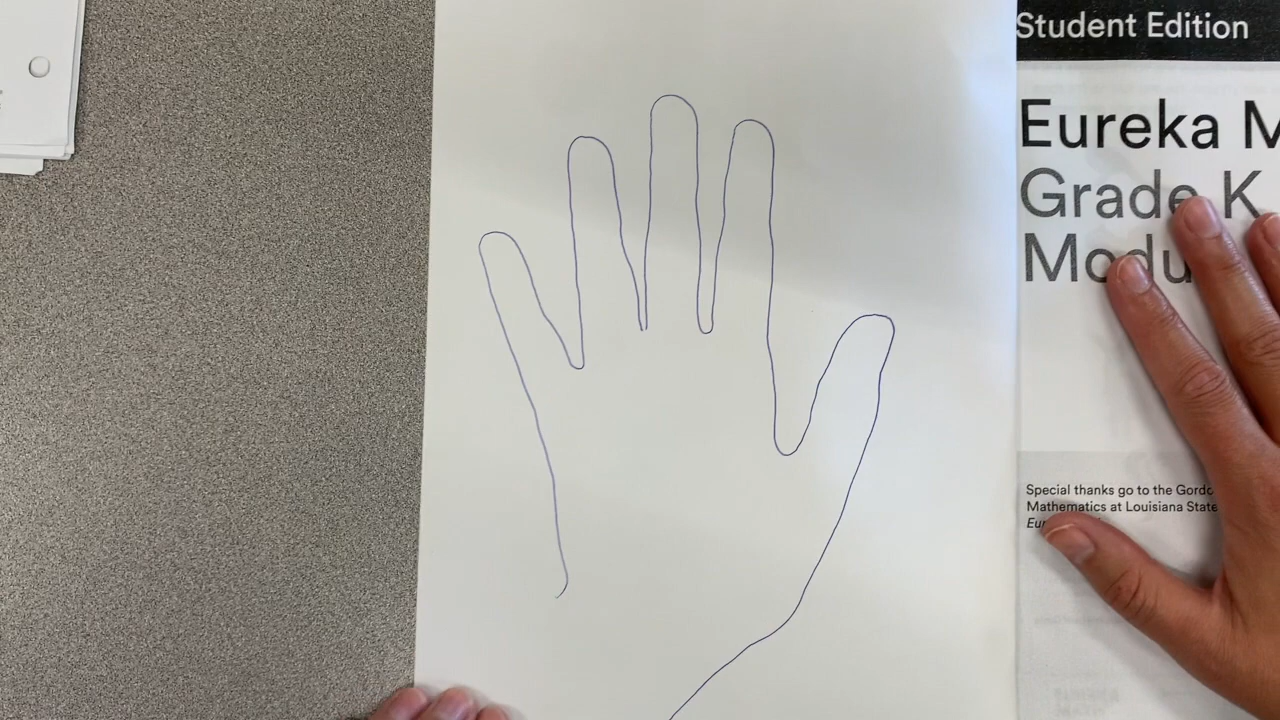 Student Edition
Eureka M
Grade K
Modu
Special thanks go to the Gordo
Mathematics at Louisiana State
Eur